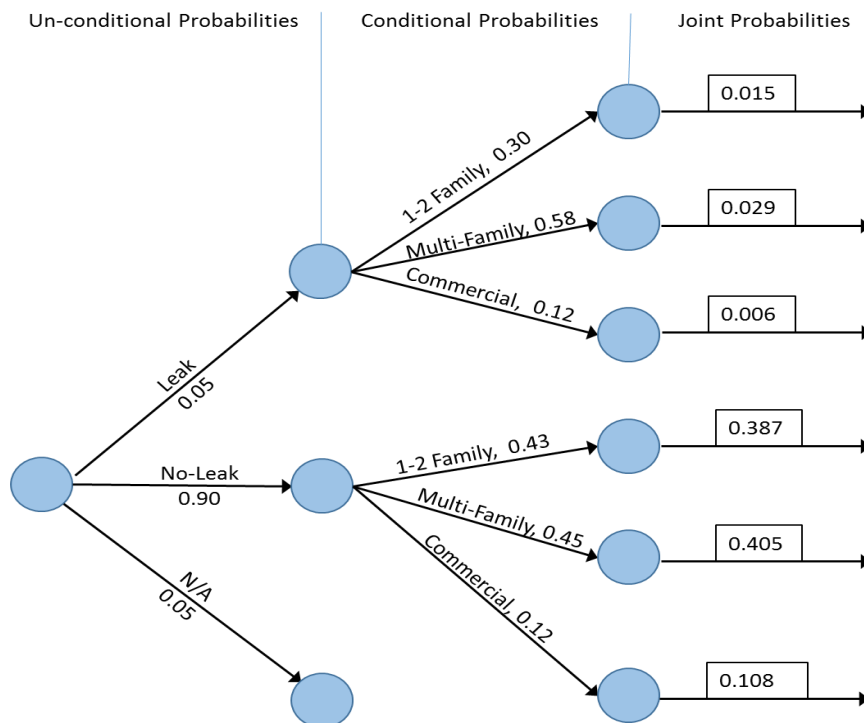 Un-conditional Probabilities
Conditional Probabilities
Joint Probabilities
0.015
1-2 Family, 0.30
0.029
Multi-Family, 0.58
Commercial, 0.12
0.006
Leak
0.05
0.387
1-2 Family, 0.43
No-Leak
0.90
Multi-Family, 0.45
0.405
Commercial, 0.12
N/A
0.05
0.108